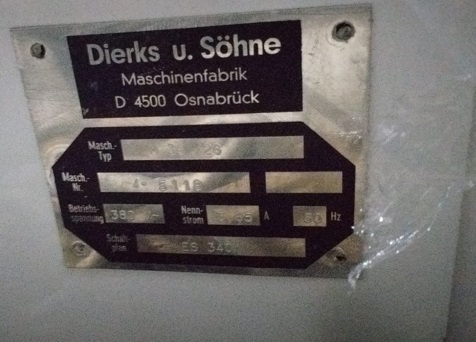 Dierks u. Söhne
Maschinenfabrik
D 4500 Osnabrück
Masch.-
Typ
Masch.-
Nr.
Betriebs-
spannung 380 Nenn-
strom A 50 Hz
Schalt-
plan ES 340